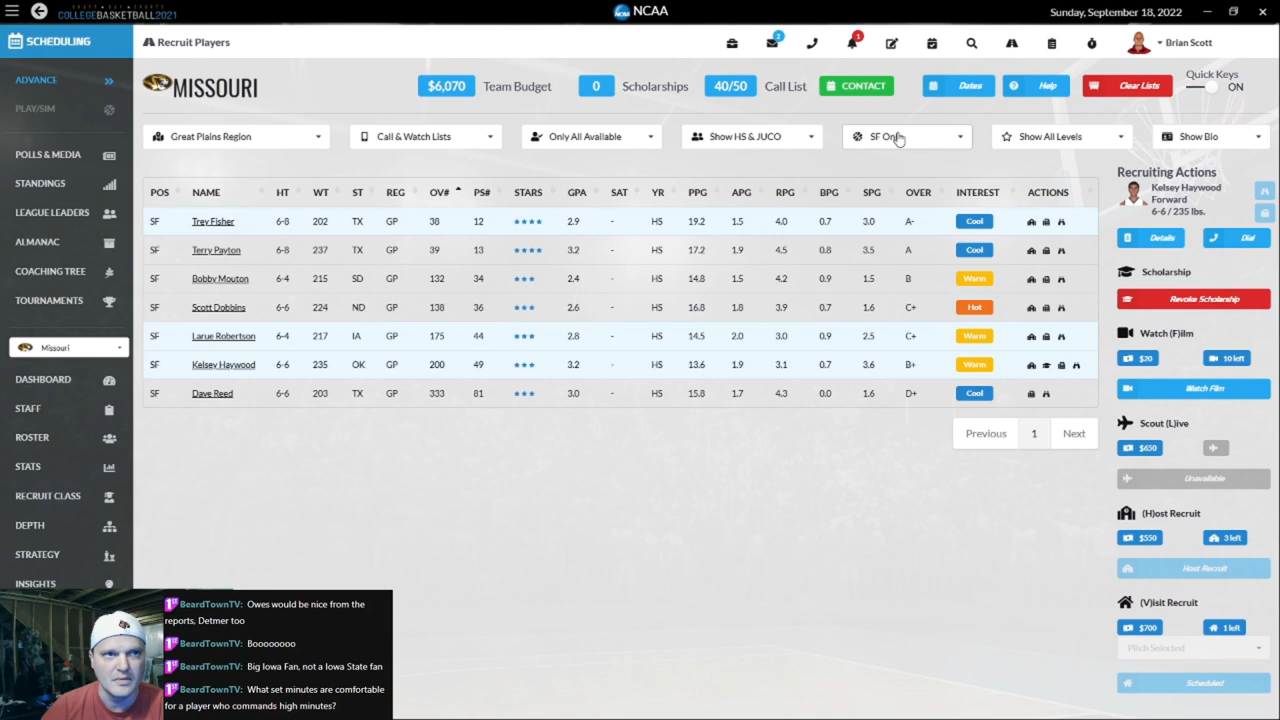 DRAFT • DAY • SPORTS
COLLEGE BASKETBALL 2021
NCAA
Sunday, September 18, 2022
SCHEDULING
Recruit Players
2
1
Brian Scott
ADVANCE
PLAY/SIM
MISSOURI
$6,070 Team Budget
0 Scholarships
40/50 Call List
CONTACT
Dates
Help
Clear Lists
Quick Keys
ON
Great Plains Region
Call & Watch Lists
Only All Available
Show HS & JUCO
SF Only
Show All Levels
Show Bio
POLLS & MEDIA
STANDINGS
LEAGUE LEADERS
ALMANAC
COACHING TREE
TOURNAMENTS
Missouri
DASHBOARD
STAFF
ROSTER
STATS
RECRUIT CLASS
DEPTH
STRATEGY
INSIGHTS
POS NAME HT WT ST REG OV# PS# STARS GPA SAT YR PPG APG RPG BPG SPG OVER INTEREST ACTIONS
SF Trey Fisher 6-8 202 TX GP 38 2.9 - HS 19.2 1.5 4.0 0.7 3.0 A- Cool
SF Terry Payton 6-8 237 TX GP 39 13 3.2 - HS 17.2 1.9 4.5 0.8 3.5 A Cool
SF Bobby Mouton 6-4 215 SD GP 132 34 2.4 - HS 14.8 1.5 4.2 0.9 1.5 B Warm
SF Scott Dobbins 6-6 224 ND GP 138 2.6 - HS 16.8 1.8 3.9 0.7 1.6 C+ Hot
SF Larue Robertson 6-4 217 IA GP 175 44 2.8 - HS 14.5 2.0 3.0 0.9 2.5 C+ Warm
SF Kelsey Haywood 6-6 235 OK GP 200 49 3.2 - HS 13.6 1.9 3.1 0.7 3.6 B+ Warm
SF Dave Reed 6-6 203 TX GP 333 81 3.0 - HS 15.8 1.7 4.3 0.0 1.6 D+ Cool
Previous 1 Next
Recruiting Actions
Kelsey Haywood
Forward
6-6 / 235 lbs.
Details
Dial
Scholarship
Revoke Scholarship
Watch (F)ilm
$20
10 left
Watch Film
Scout (L)ive
$650
Unavailable
(H)ost Recruit
$550
3 left
Host Recruit
(V)isit Recruit
$700
1 left
Pitch Selected
Scheduled
BeardTownTV: Owes would be nice from the
reports, Detmer too
BeardTownTV: Boooooooo
BeardTownTV: Big Iowa Fan, not a Iowa State fan
BeardTownTV: What set minutes are comfortable
for a player who commands high minutes?